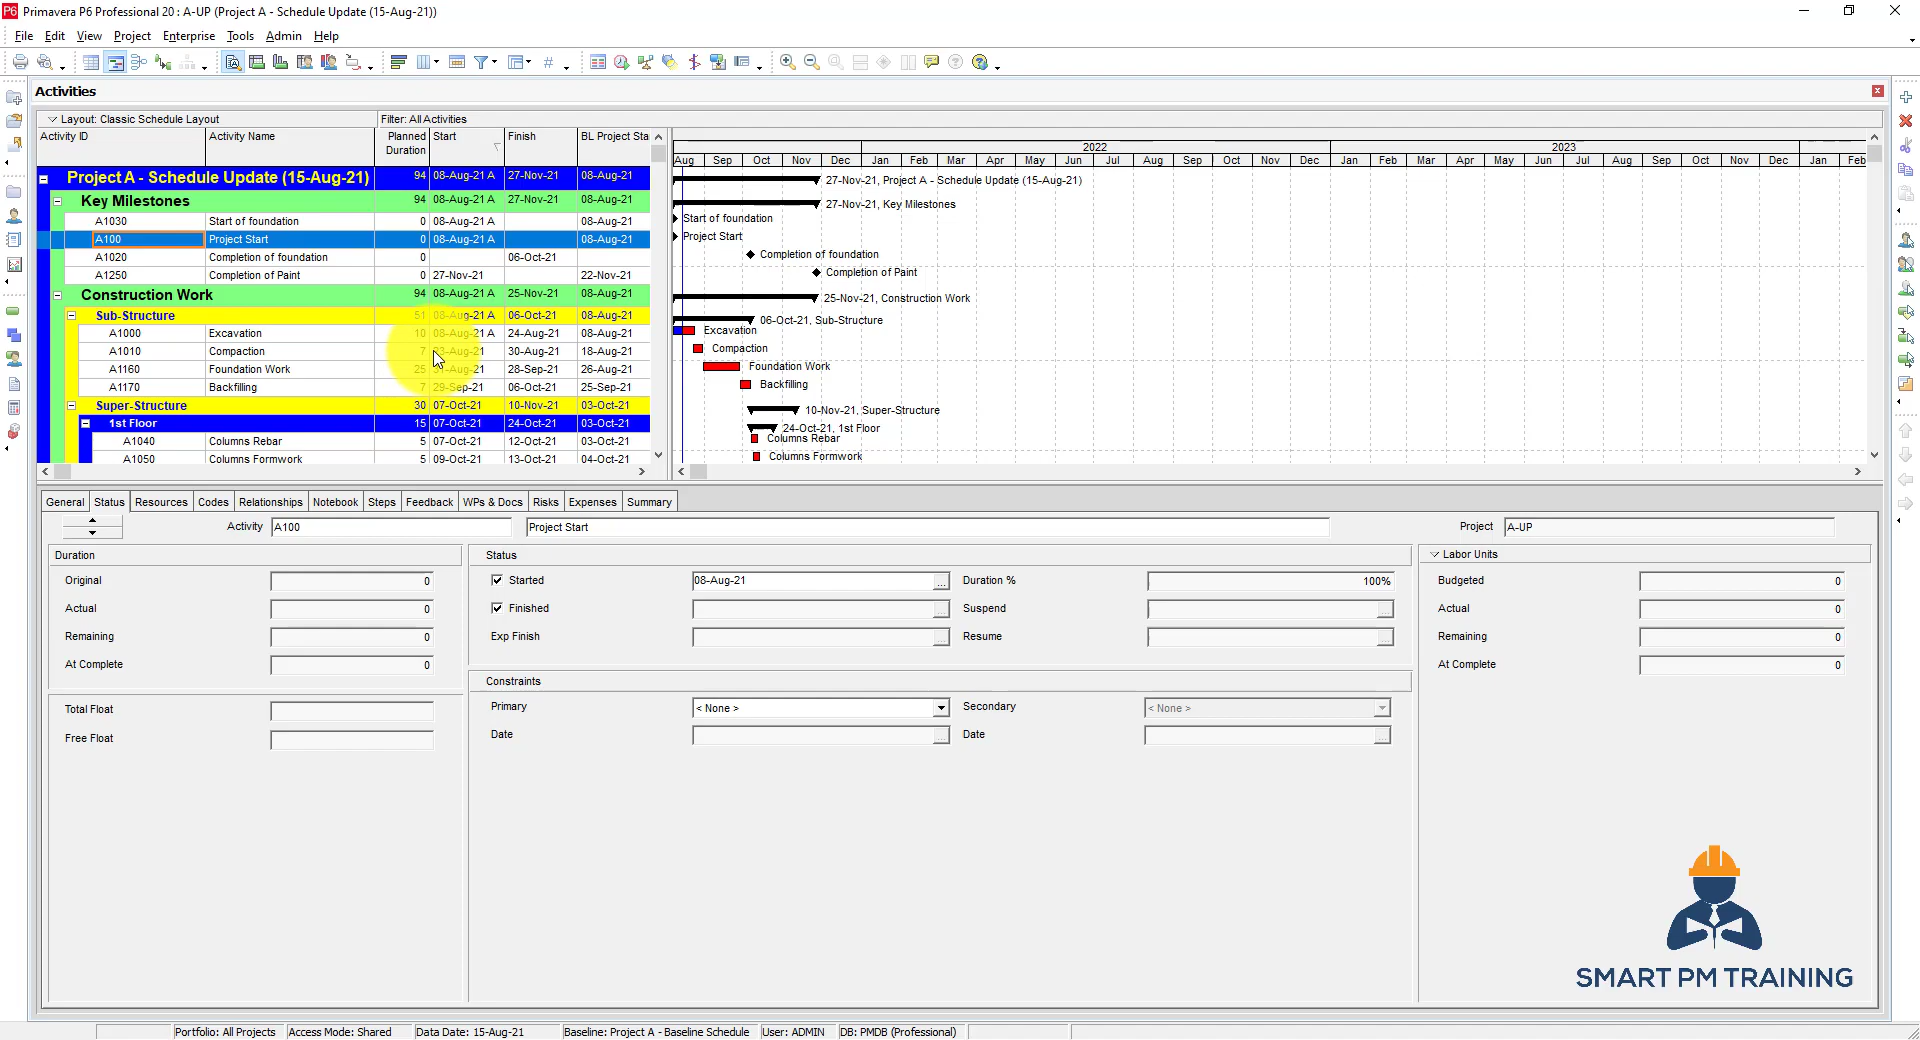 Primavera P6 Professional 20 : A-UP (Project A - Schedule Update (15-Aug-21))
File Edit View Project Enterprise Tools Admin Help
Activities
Layout: Classic Schedule Layout Filter: All Activities
Activity ID Activity Name Planned Duration Start Finish BL Project Sta
2022 2023
Aug Sep Oct Nov Dec Jan Feb Mar Apr May Jun Jul Aug Sep Oct Nov Dec Jan Feb Mar Apr May Jun Jul Aug Sep Oct Nov Dec Jan Feb
Project A - Schedule Update (15-Aug-21) 94 08-Aug-21 A 27-Nov-21 08-Aug-21 27-Nov-21, Project A - Schedule Update (15-Aug-21)
Key Milestones 94 08-Aug-21 A 27-Nov-21 08-Aug-21 27-Nov-21, Key Milestones
A1030 Start of foundation 0 08-Aug-21 A 08-Aug-21 Start of foundation
A100 Project Start 0 08-Aug-21 A 08-Aug-21 Project Start
A1020 Completion of foundation 0 06-Oct-21 Completion of foundation
A1250 Completion of Paint 0 27-Nov-21 22-Nov-21 Completion of Paint
Construction Work 94 08-Aug-21 A 25-Nov-21 08-Aug-21 25-Nov-21, Construction Work
Sub-Structure 51 08-Aug-21 A 06-Oct-21 08-Aug-21 06-Oct-21, Sub-Structure
A1000 Excavation 10 08-Aug-21 A 24-Aug-21 08-Aug-21 Excavation
A1010 Compaction 7 -Aug-21 30-Aug-21 18-Aug-21 Compaction
A1160 Foundation Work 25 31-Aug-21 28-Sep-21 26-Aug-21 Foundation Work
A1170 Backfilling 7 29-Sep-21 06-Oct-21 25-Sep-21 Backfilling
Super-Structure 30 07-Oct-21 10-Nov-21 03-Oct-21 10-Nov-21, Super-Structure
1st Floor 15 07-Oct-21 24-Oct-21 03-Oct-21 24-Oct-21, 1st Floor
A1040 Columns Rebar 5 07-Oct-21 12-Oct-21 03-Oct-21 Columns Rebar
A1050 Columns Formwork 5 09-Oct-21 13-Oct-21 04-Oct-21 Columns Formwork
General Status Resources Codes Relationships Notebook Steps Feedback WPs & Docs Risks Expenses Summary
Activity A100 Project Start Project A-UP
Duration Status Labor Units
Original 0 Started 08-Aug-21 Duration % 100% Budgeted 0
Actual 0 Finished Suspend Actual 0
Remaining 0 Exp Finish Resume Remaining 0
At Complete 0 At Complete 0
Constraints
Total Float Primary < None > Secondary < None >
Free Float Date Date
SMART PM TRAINING
Portfolio: All Projects Access Mode: Shared Data Date: 15-Aug-21 Baseline: Project A - Baseline Schedule User: ADMIN DB: PMDB (Professional)